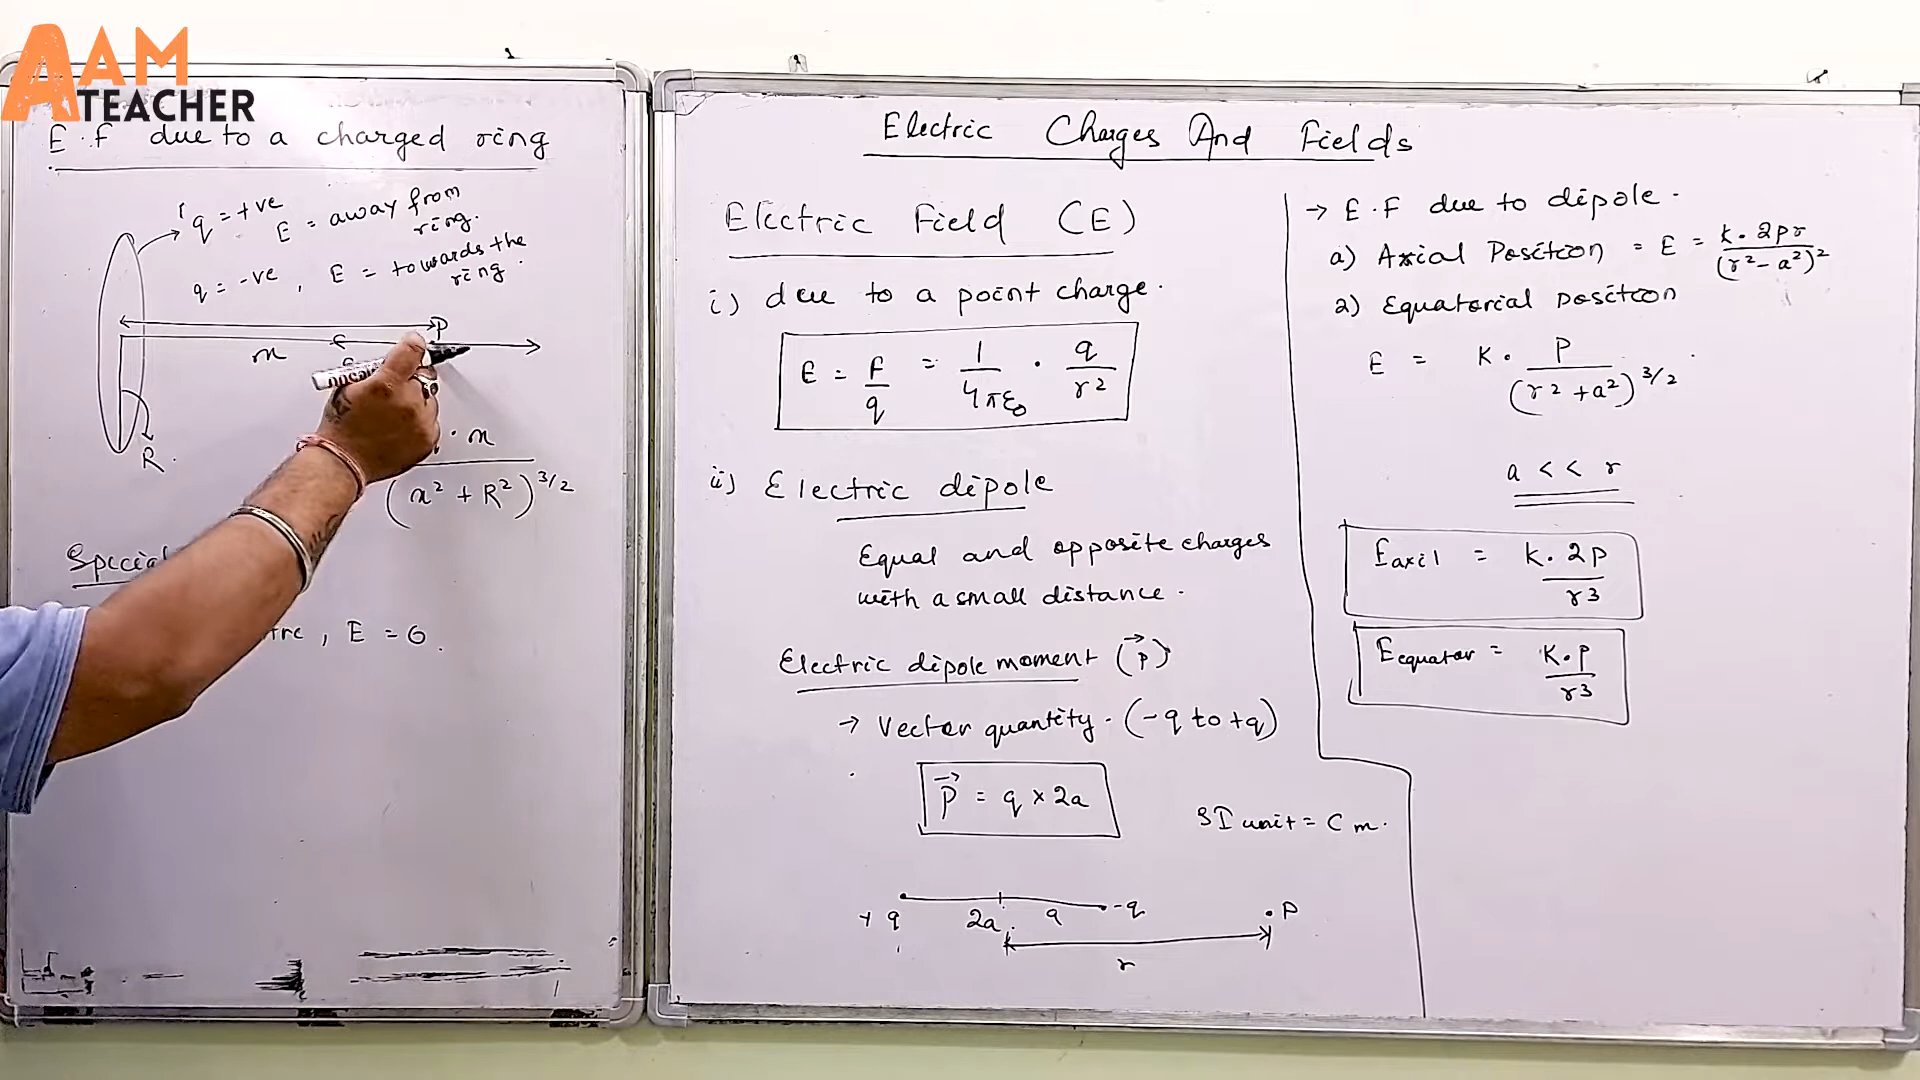 AAM
TEACHER
E.F due to a charged ring
q = +ve
E = away from
ring.
q = -ve , E = towards the
ring.
P
x
R.
. x
(x² + R²)^3/2
Special
, E = 0.
Electric Charges And Fields
Electric Field (E)
i) due to a point charge.
E = F/q = 1/4πε₀ . q/r²
ii) Electric dipole
Equal and opposite charges
with a small distance.
Electric dipole moment (p⃗)
→ Vector quantity. (-q to +q)
p⃗ = q × 2a
SI unit = C m.
+q 2a a -q .P
r
→ E.F due to dipole.
a) Axial Position = E = K. 2pr/(r² - a²)²
2) Equatorial position
E = K. P/(r² + a²)^3/2
a << r
Eaxil = K. 2p/r3
Eequator = K.p/r3